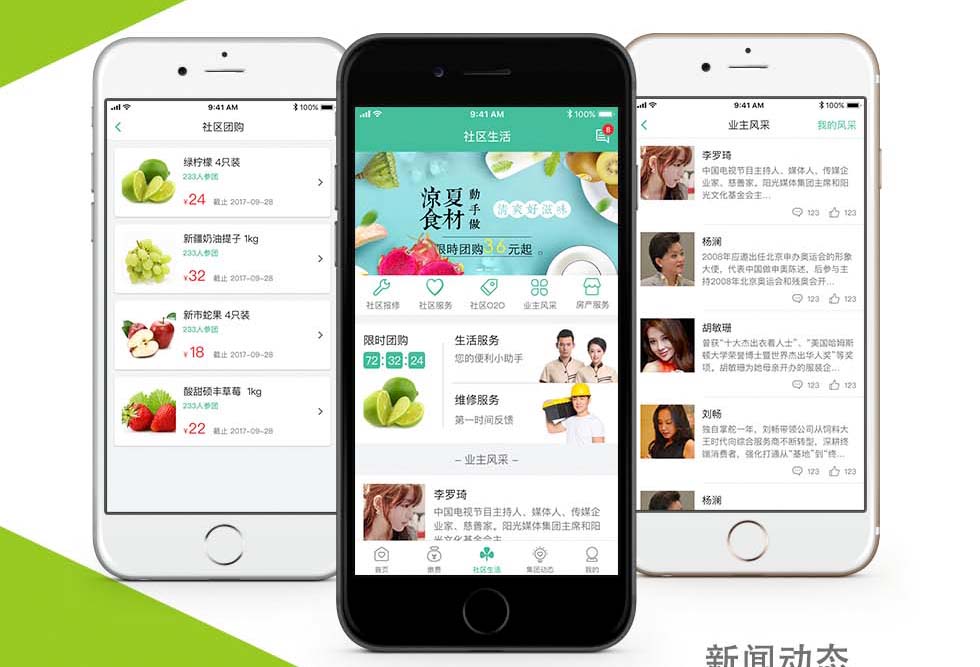 9:41 AM
100%
社区团购
绿柠檬 4只装
233人参团
¥24 截止 2017-09-28
新疆奶油提子 1kg
233人参团
¥32 截止 2017-09-28
新市蛇果 4只装
233人参团
¥18 截止 2017-09-28
酸甜硕丰草莓 1kg
233人参团
¥22 截止 2017-09-28
9:41 AM
100%
社区生活
8
凉夏
食材
動手做
清爽好滋味
限時团购36元起
社区报修
社区服务
社区O2O
业主风采
房产服务
限时团购
72:32:24
生活服务
您的便利小助手
维修服务
第一时间反馈
– 业主风采 –
李罗琦
中国电视节目主持人、媒体人、传媒企
业家、慈善家。阳光媒体集团主席和阳
光文化基金会主...
首页
缴费
社区生活
集团动态
我的
9:41 AM
100%
业主风采
我的风采
李罗琦
中国电视节目主持人、媒体人、传媒企
业家、慈善家。阳光媒体集团主席和阳
光文化基金会主...
123 123
杨澜
2008年应邀出任北京申办奥运会的形象
大使，代表中国做申奥陈述，后参与主
持2008年北京奥运会和残奥会开...
123 123
胡敏珊
曾获“十大杰出衣着人士”、“美国哈姆斯
顿大学荣誉博士暨世界杰出华人奖”等奖
项。胡敏珊为她母亲开办的服装企...
123 123
刘畅
独自掌舵一年，刘畅带领公司从饲料大
王时代向综合服务商不断转型，深耕终
端消费者，强化打通从“基地”到“终...
123 123
杨澜
新闻动态